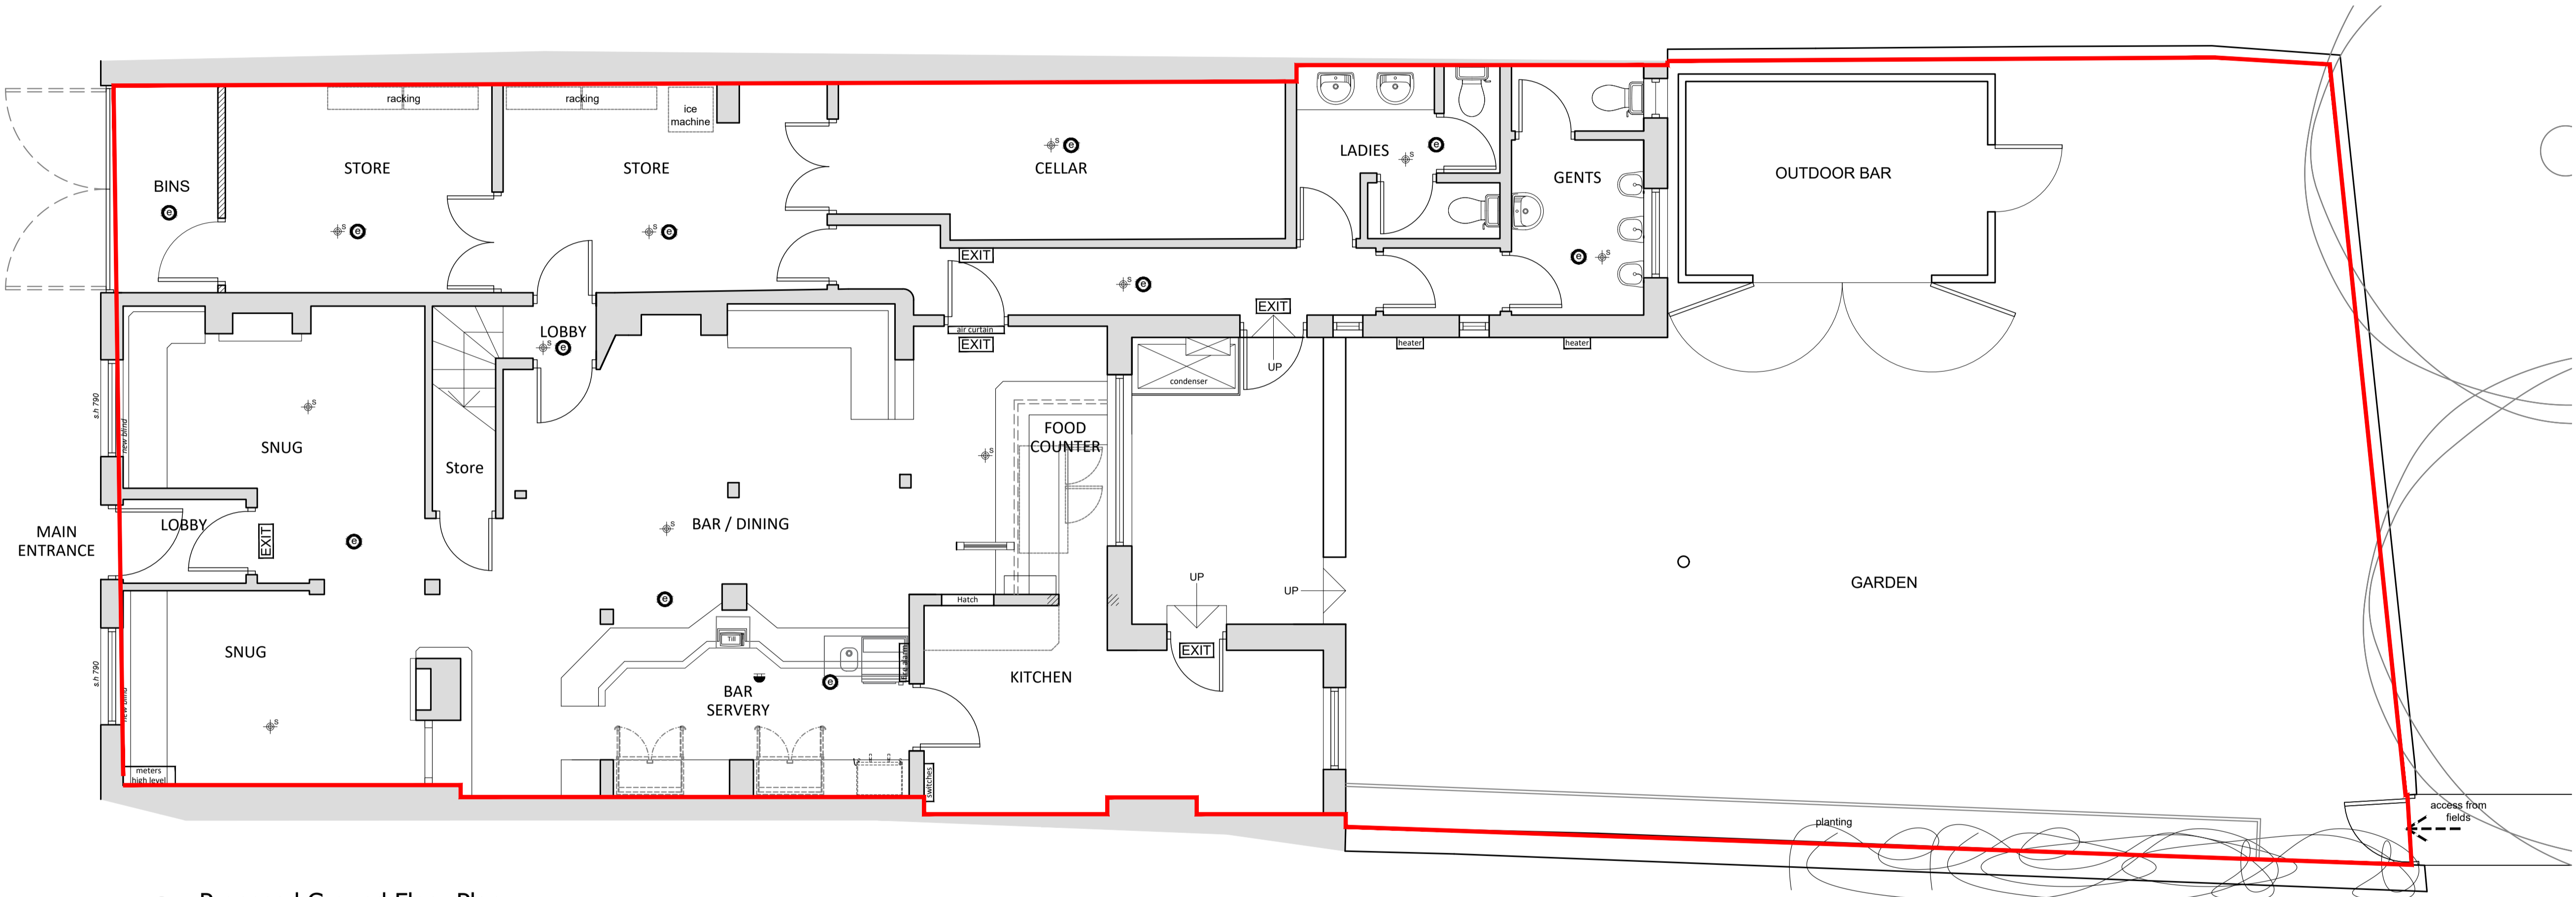 racking
racking
ice
machine
BINS
STORE
STORE
CELLAR
LADIES
GENTS
OUTDOOR BAR
e
s e
s e
s e
s
e
e s
s e
EXIT
EXIT
air curtain
EXIT
heater
heater
UP
condenser
LOBBY
s e
s.h 790
new blind
s
SNUG
Store
FOOD
COUNTER
s
MAIN
ENTRANCE
LOBBY
EXIT
e
BAR / DINING
s
e
Hatch
UP
UP
EXIT
GARDEN
SNUG
s.h 790
new blind
s
meters
high level
Till
fire alarm
e
BAR
SERVERY
KITCHEN
switches
planting
access from
fields